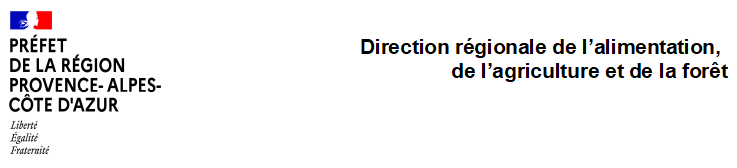 PRÉFET
DE LA RÉGION
PROVENCE- ALPES-
CÔTE D'AZUR
Liberté
Égalité
Fraternité
Direction régionale de l’alimentation,
de l’agriculture et de la forêt